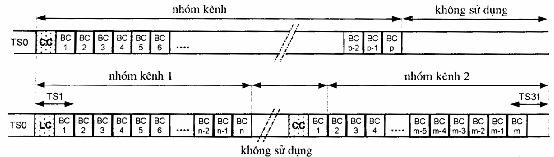 nhóm kênh không sử dụng
TS0 CC BC 1 BC 2 BC 3 BC 4 BC 5 BC 6 .... BC p-2 BC p-1 BC p
nhóm kênh 1 nhóm kênh 2
TS1 TS31
TS0 LC BC 1 BC 2 BC 3 BC 4 BC 5 BC 6 .... BC n-2 BC n-1 BC n CC BC 1 BC 2 BC 3 BC 4 .... BC m-5 BC m-4 BC m-3 BC m-2 BC m-1 BC m
không sử dụng